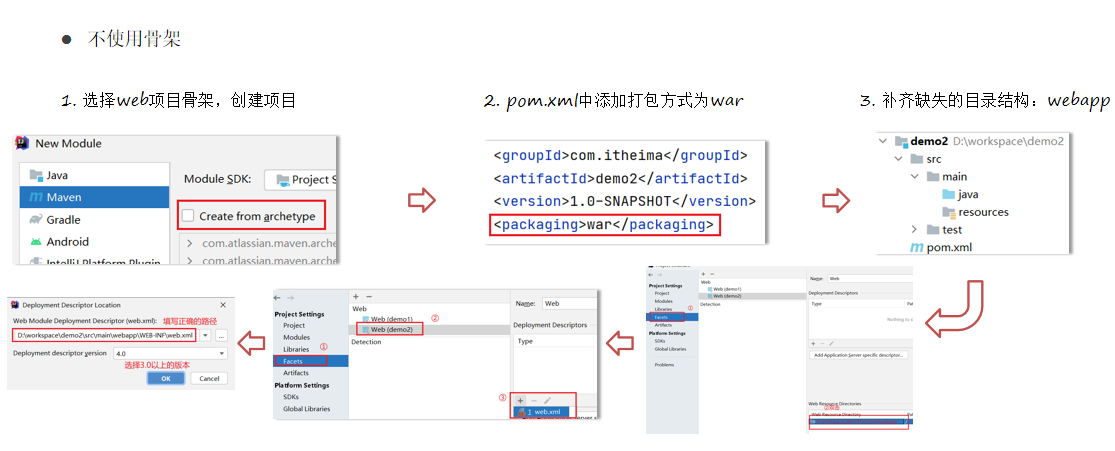 ● 不使用骨架
1. 选择web项目骨架，创建项目
2. pom.xml中添加打包方式为war
3. 补齐缺失的目录结构：webapp
New Module
Java
Maven
Gradle
Android
IntelliJ Platform Plugin
Module SDK:
Project S
Create from archetype
com.atlassian.maven.arche
com.atlassian.maven.arche
<groupId>com.itheima</groupId>
<artifactId>demo2</artifactId>
<version>1.0-SNAPSHOT</version>
<packaging>war</packaging>
demo2 D:\workspace\demo2
src
main
java
resources
test
pom.xml
Deployment Descriptor Location
Web Module Deployment Descriptor (web.xml): 填写正确的路径
D:\workspace\demo2\src\main\webapp\WEB-INF\web.xml
...
Deployment descriptor version 4.0
选择3.0以上的版本
OK
Cancel
Project Settings
Project
Modules
Libraries
①
Facets
Artifacts
Platform Settings
SDKs
Global Libraries
Web
②
Web (demo1)
Web (demo2)
Detection
Name: Web
Deployment Descriptors
Type
③
1 web.xml
Project Settings
Project
Modules
Libraries
①
Facets
Artifacts
Platform Settings
SDKs
Global Libraries
Problems
Web
Web (demo1)
Web (demo2)
Detection
Name: Web
Deployment Descriptors
Type
Add Application Server specific descriptor...
Web Resource Directories
Web Resource Directory